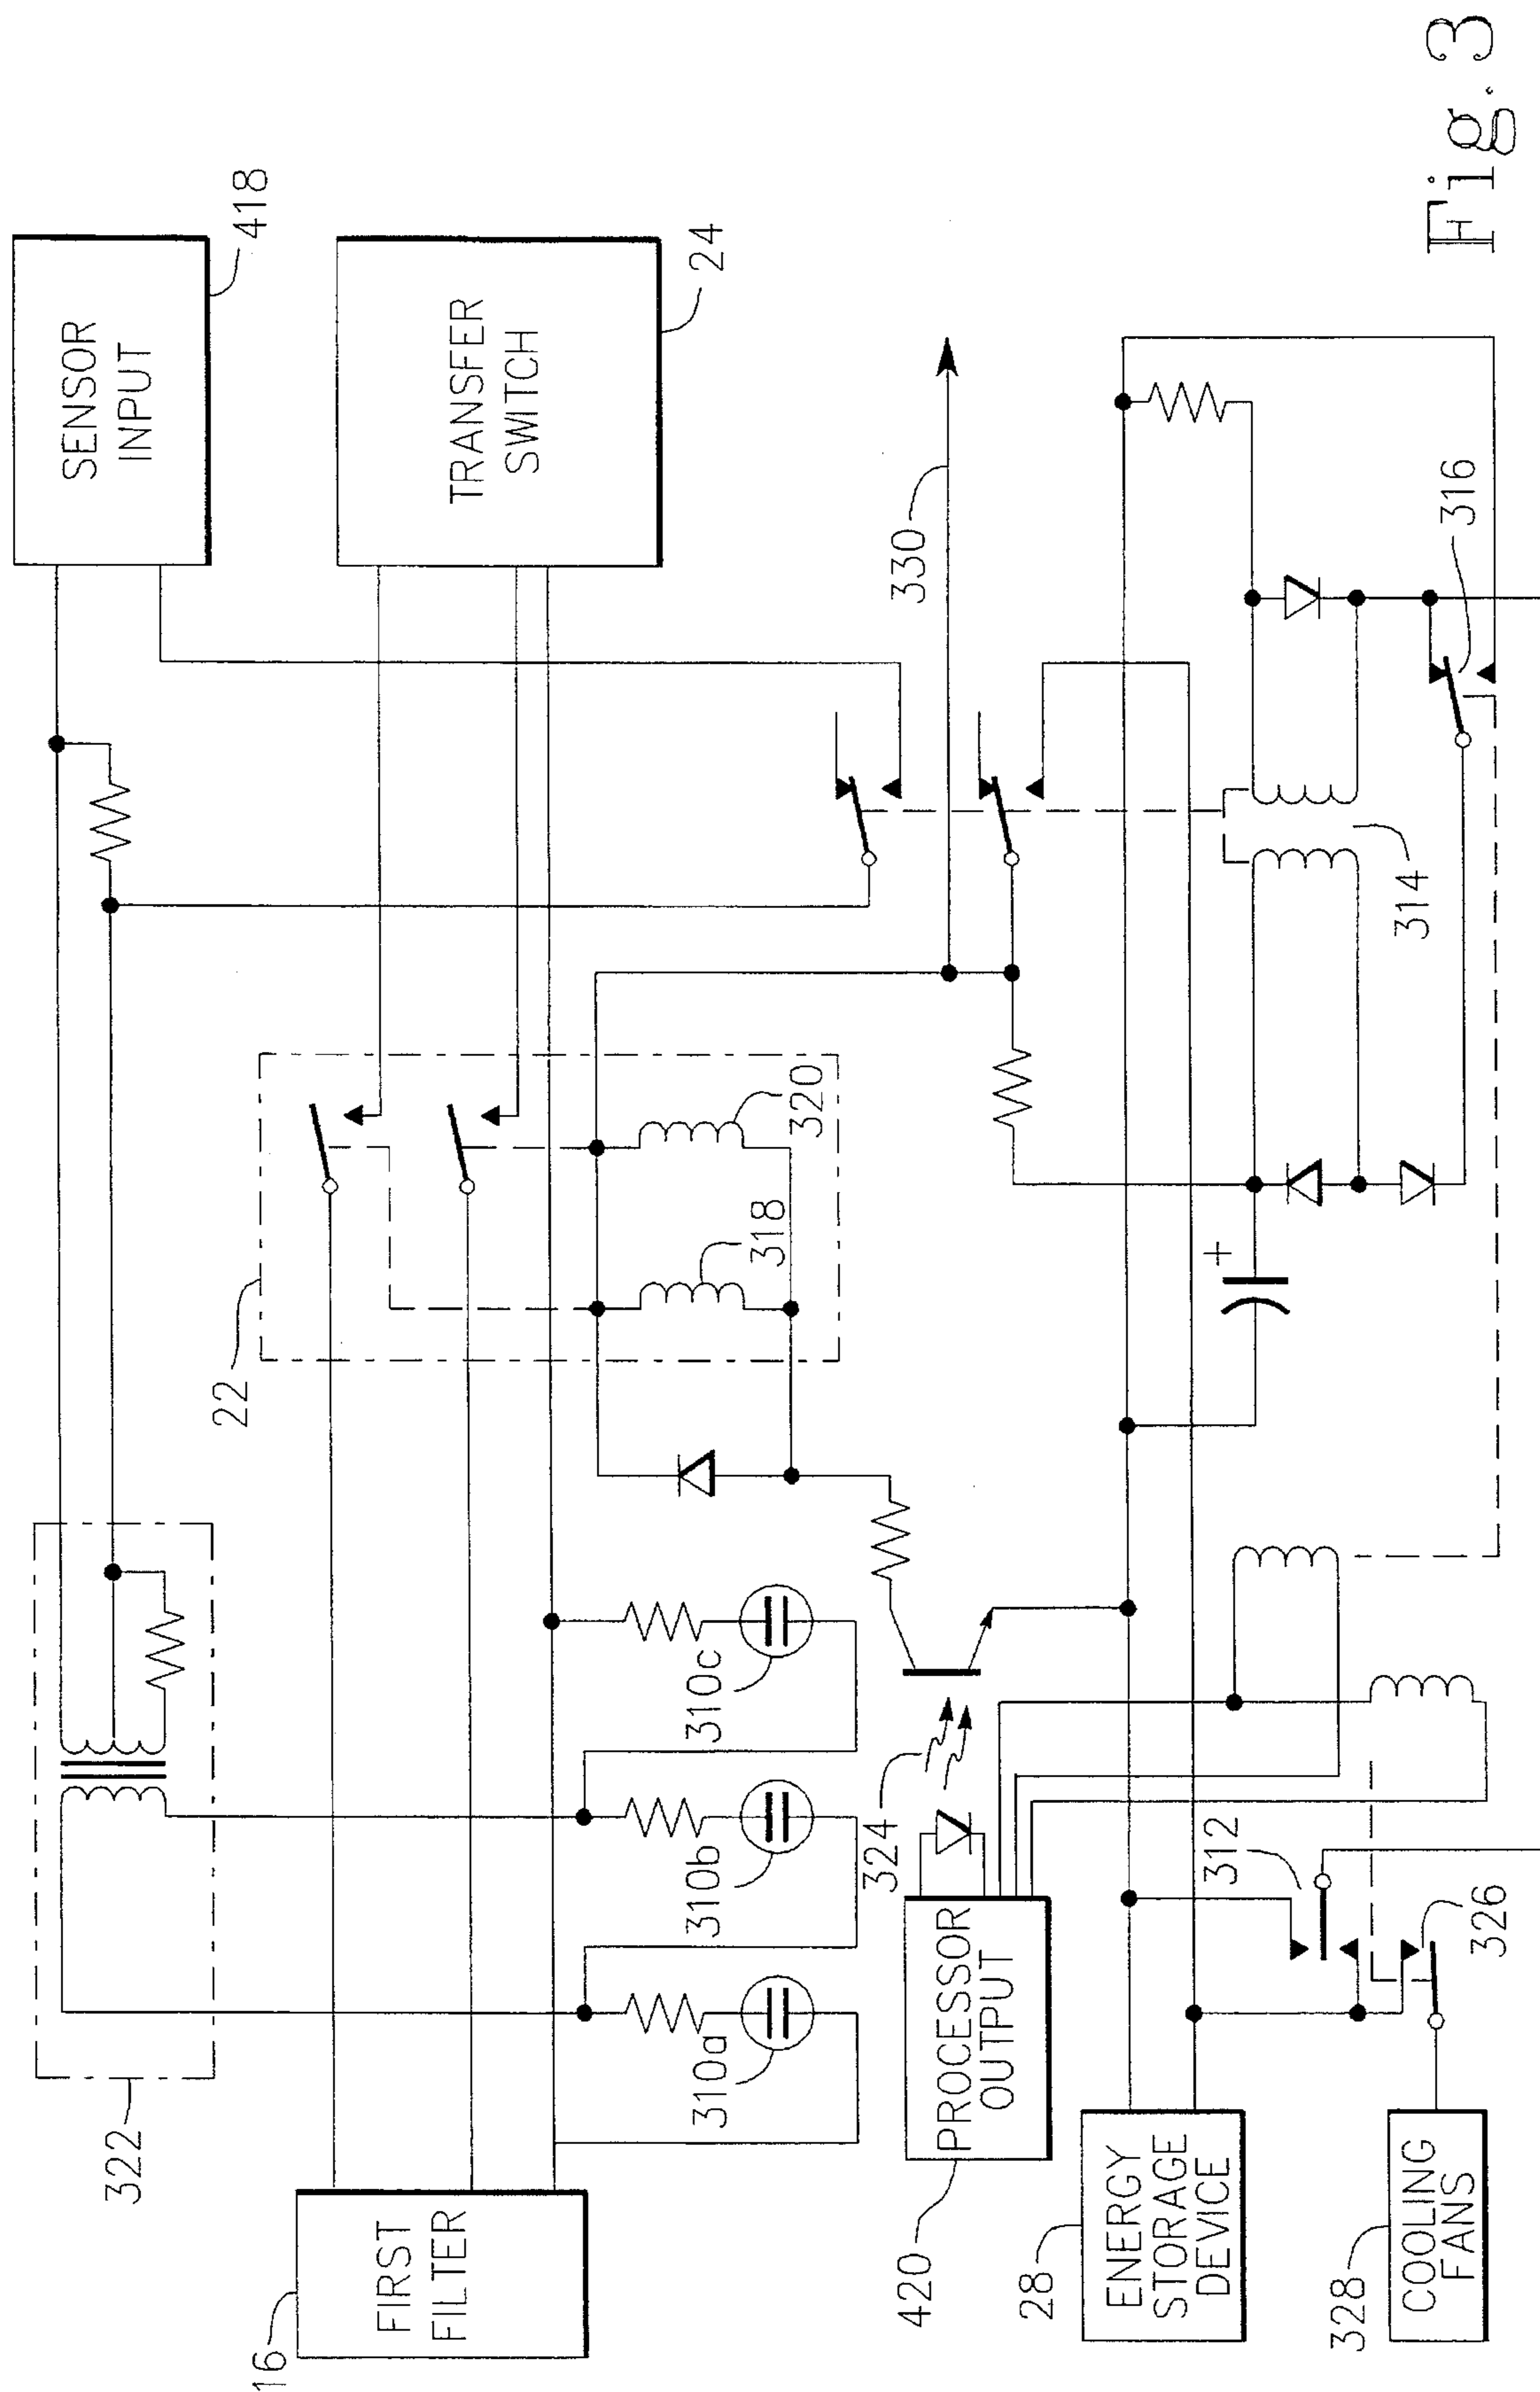 SENSOR
INPUT
418
TRANSFER
SWITCH
24
330
316
314
22
320
318
322
310c
310b
310a
324
312
326
FIRST
FILTER
16
PROCESSOR
OUTPUT
420
ENERGY
STORAGE
DEVICE
28
COOLING
FANS
328
+
Fig. 3